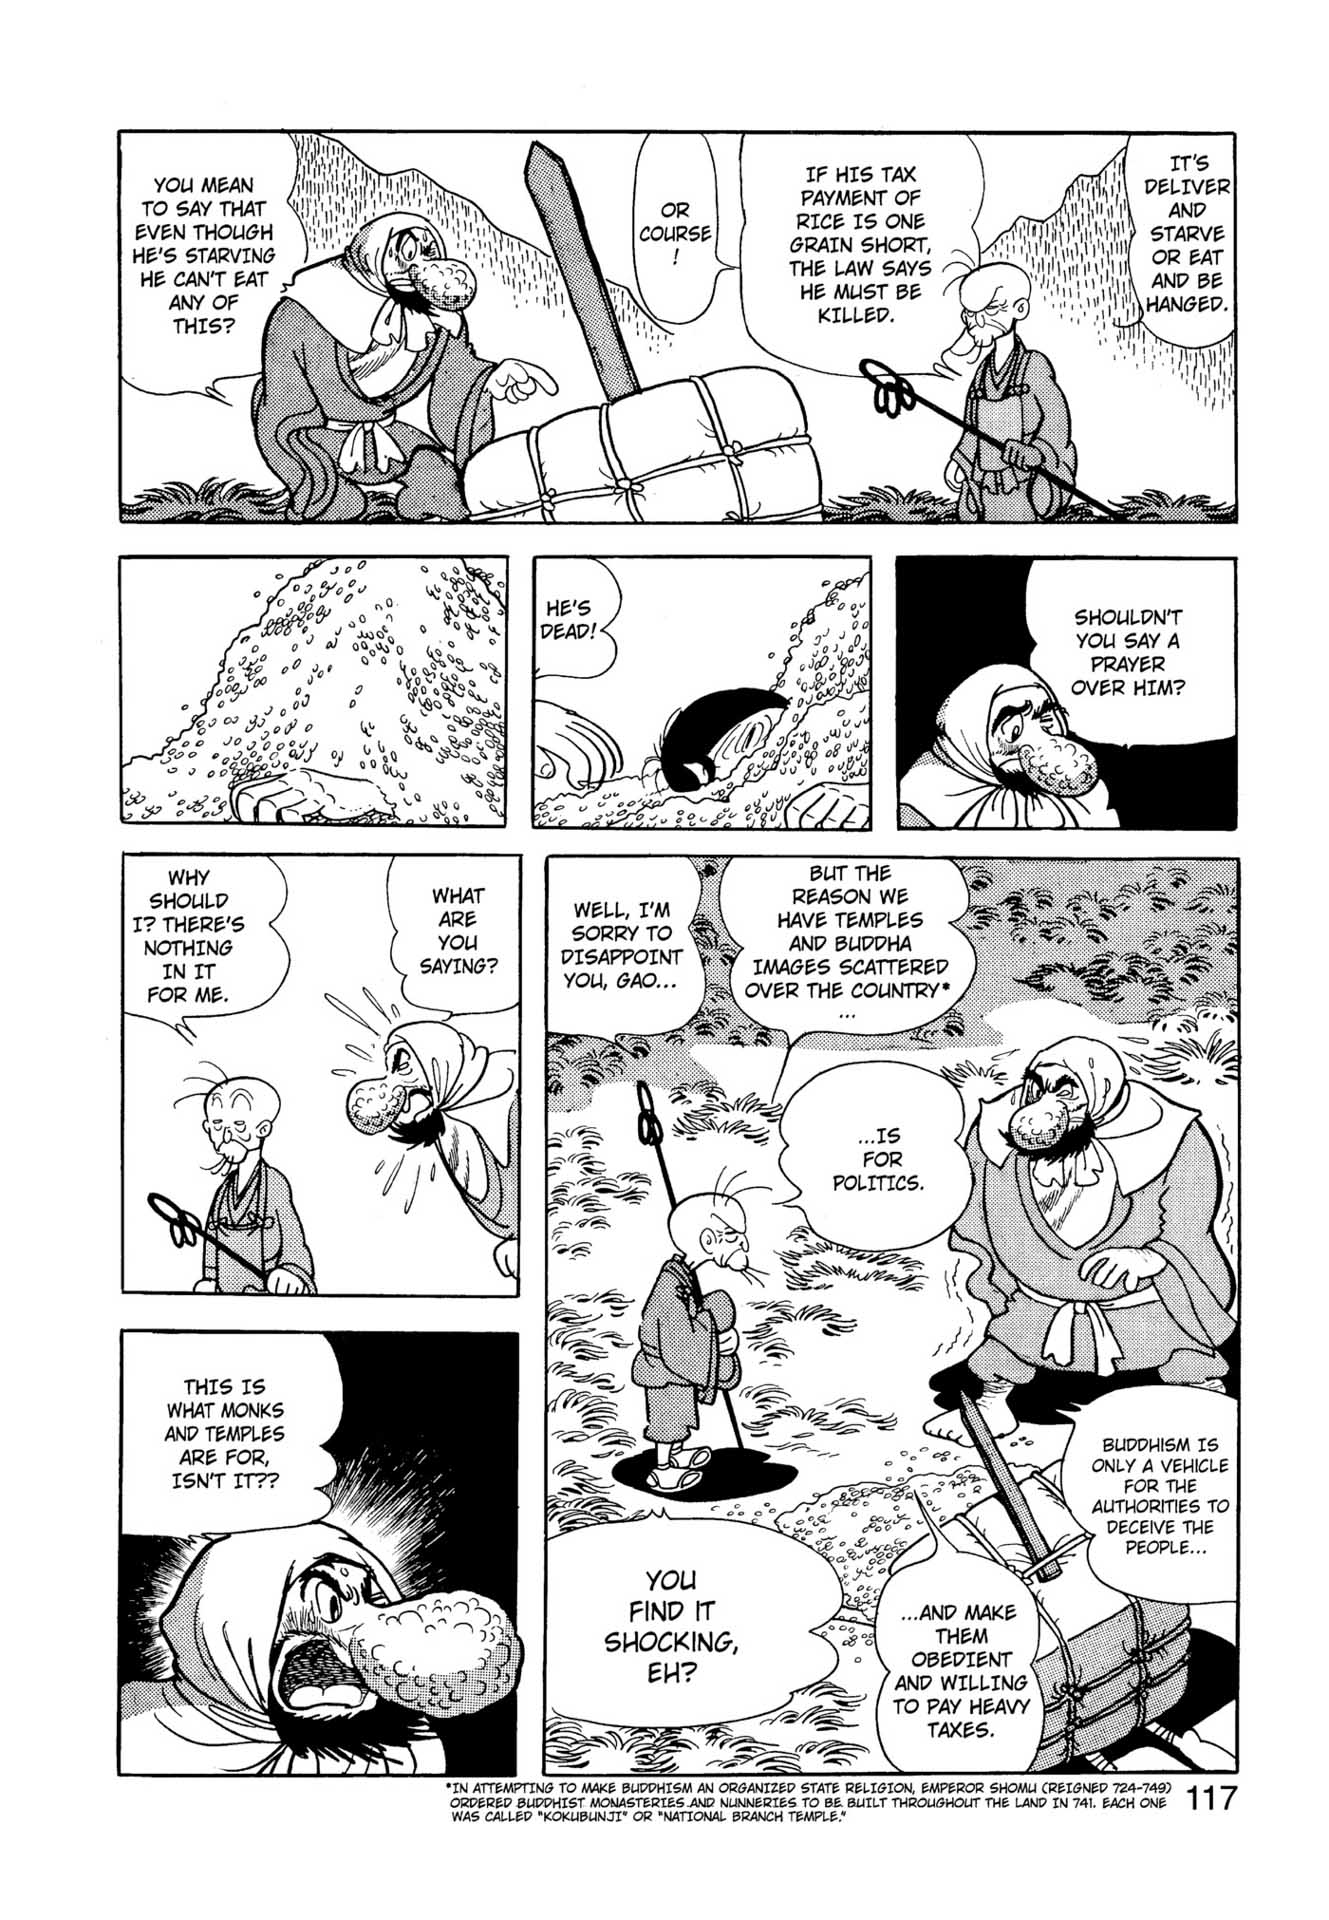 YOU MEAN
TO SAY THAT
EVEN THOUGH
HE'S STARVING
HE CAN'T EAT
ANY OF
THIS?
OR
COURSE
!
IF HIS TAX
PAYMENT OF
RICE IS ONE
GRAIN SHORT,
THE LAW SAYS
HE MUST BE
KILLED.
IT'S
DELIVER
AND
STARVE
OR EAT
AND BE
HANGED.
HE'S
DEAD!
SHOULDN'T
YOU SAY A
PRAYER
OVER HIM?
WHY
SHOULD
I? THERE'S
NOTHING
IN IT
FOR ME.
WHAT
ARE
YOU
SAYING?
THIS IS
WHAT MONKS
AND TEMPLES
ARE FOR,
ISN'T IT??
WELL, I'M
SORRY TO
DISAPPOINT
YOU, GAO...
BUT THE
REASON WE
HAVE TEMPLES
AND BUDDHA
IMAGES SCATTERED
OVER THE COUNTRY*
...
...IS
FOR
POLITICS.
YOU
FIND IT
SHOCKING,
EH?
BUDDHISM IS
ONLY A VEHICLE
FOR THE
AUTHORITIES TO
DECEIVE THE
PEOPLE...
...AND MAKE
THEM
OBEDIENT
AND WILLING
TO PAY HEAVY
TAXES.
*IN ATTEMPTING TO MAKE BUDDHISM AN ORGANIZED STATE RELIGION, EMPEROR SHOMU (REIGNED 724-749)
ORDERED BUDDHIST MONASTERIES AND NUNNERIES TO BE BUILT THROUGHOUT THE LAND IN 741. EACH ONE
WAS CALLED "KOKUBUNJI" OR "NATIONAL BRANCH TEMPLE."
117